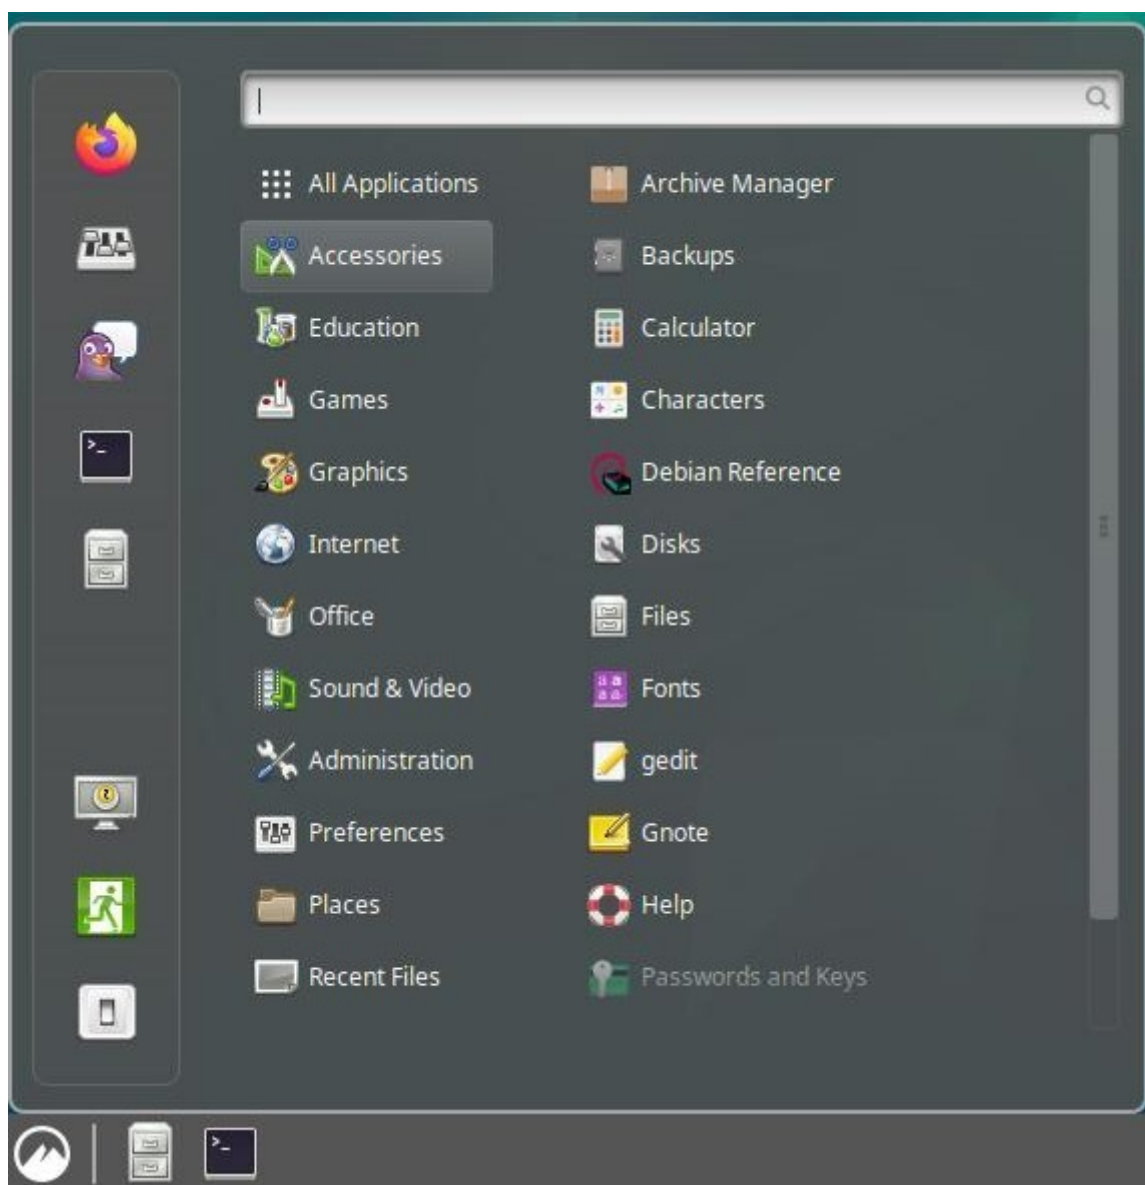 All Applications
Accessories
Education
Games
Graphics
Internet
Office
Sound & Video
Administration
Preferences
Places
Recent Files
Archive Manager
Backups
Calculator
Characters
Debian Reference
Disks
Files
Fonts
gedit
Gnote
Help
Passwords and Keys